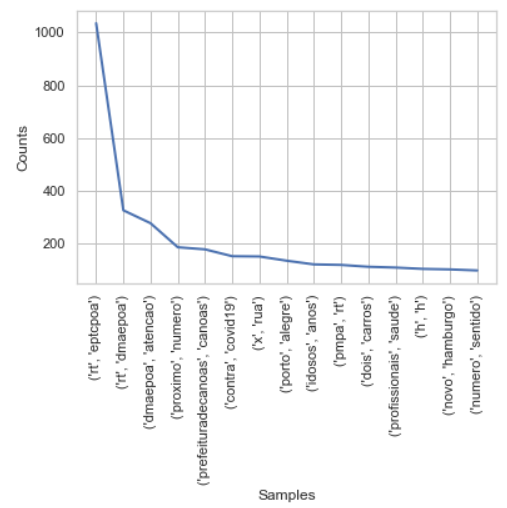 1000
800
600
400
200
Counts
('rt', 'eptcpoa')
('rt', 'dmaepoa')
('dmaepoa', 'atencao')
('proximo', 'numero')
('prefeituradecanoas', 'canoas')
('contra', 'covid19')
('x', 'rua')
('porto', 'alegre')
('idosos', 'anos')
('pmpa', 'rt')
('dois', 'carros')
('profissionais', 'saude')
('h', 'h')
('novo', 'hamburgo')
('numero', 'sentido')
Samples